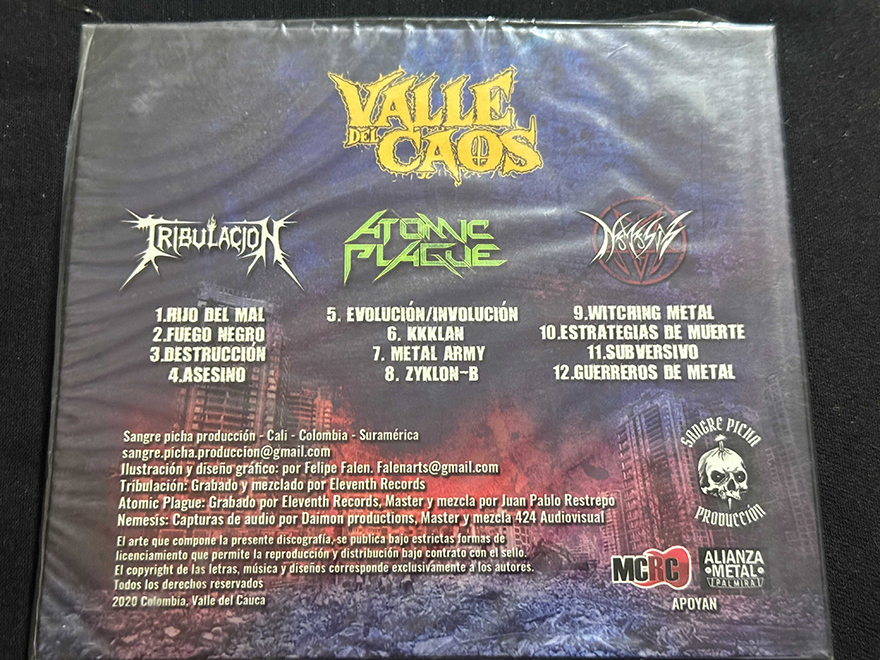 VALLE
DEL
CAOS
TRIBULACION
1.HIJO DEL MAL
2.FUEGO NEGRO
3.DESTRUCCIÓN
4.ASESINO
ATOMIC
PLAGUE
5. EVOLUCIÓN/INVOLUCIÓN
6. KKKLAN
7. METAL ARMY
8. ZYKLON-B
NEMESIS
9.WITCHING METAL
10.ESTRATEGIAS DE MUERTE
11.SUBVERSIVO
12.GUERREROS DE METAL
Sangre picha producción - Cali - Colombia - Suramérica
sangre.picha.produccion@gmail.com
Ilustración y diseño gráfico: por Felipe Falen. Falenarts@gmail.com
Tribulación: Grabado y mezclado por Eleventh Records
Atomic Plague: Grabado por Eleventh Records, Master y mezcla por Juan Pablo Restrepo
Nemesis: Capturas de audio por Daimon productions, Master y mezcla 424 Audiovisual
El arte que compone la presente discografía, se publica bajo estrictas formas de
licenciamiento que permite la reproducción y distribución bajo contrato con el sello.
El copyright de las letras, música y diseños corresponde exclusivamente a los autores.
Todos los derechos reservados
2020 Colombia, Valle del Cauca
SANGRE PICHA
PRODUCCIÓN
MCRC
ALIANZA
METAL
PALMIRA
APOYAN